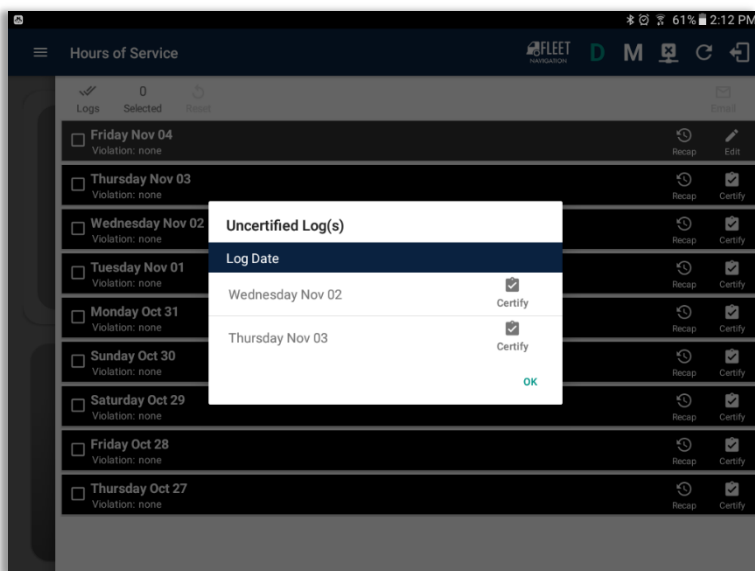 61% 2:12 PM
Hours of Service
FLEET
NAVIGATION
D M
Logs 0 Selected Reset Email
Friday Nov 04
Violation: none
Recap Edit
Thursday Nov 03
Violation: none
Recap Certify
Wednesday Nov 02
Violation: none
Recap Certify
Tuesday Nov 01
Violation: none
Recap Certify
Monday Oct 31
Violation: none
Recap Certify
Sunday Oct 30
Violation: none
Recap Certify
Saturday Oct 29
Violation: none
Recap Certify
Friday Oct 28
Violation: none
Recap Certify
Thursday Oct 27
Violation: none
Recap Certify
Uncertified Log(s)
Log Date
Wednesday Nov 02
Certify
Thursday Nov 03
Certify
OK